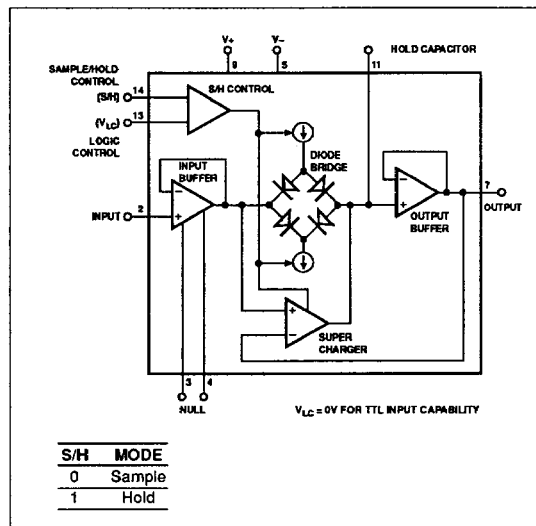 V+
V−
HOLD CAPACITOR
9
5
11
SAMPLE/HOLD
CONTROL
(S/H)
14
S/H CONTROL
(VLC)
13
LOGIC
CONTROL
DIODE
BRIDGE
INPUT
BUFFER
INPUT
2
7
OUTPUT
OUTPUT
BUFFER
SUPER
CHARGER
3
4
NULL
VLC = 0V FOR TTL INPUT CAPABILITY
S/H MODE
0 Sample
1 Hold